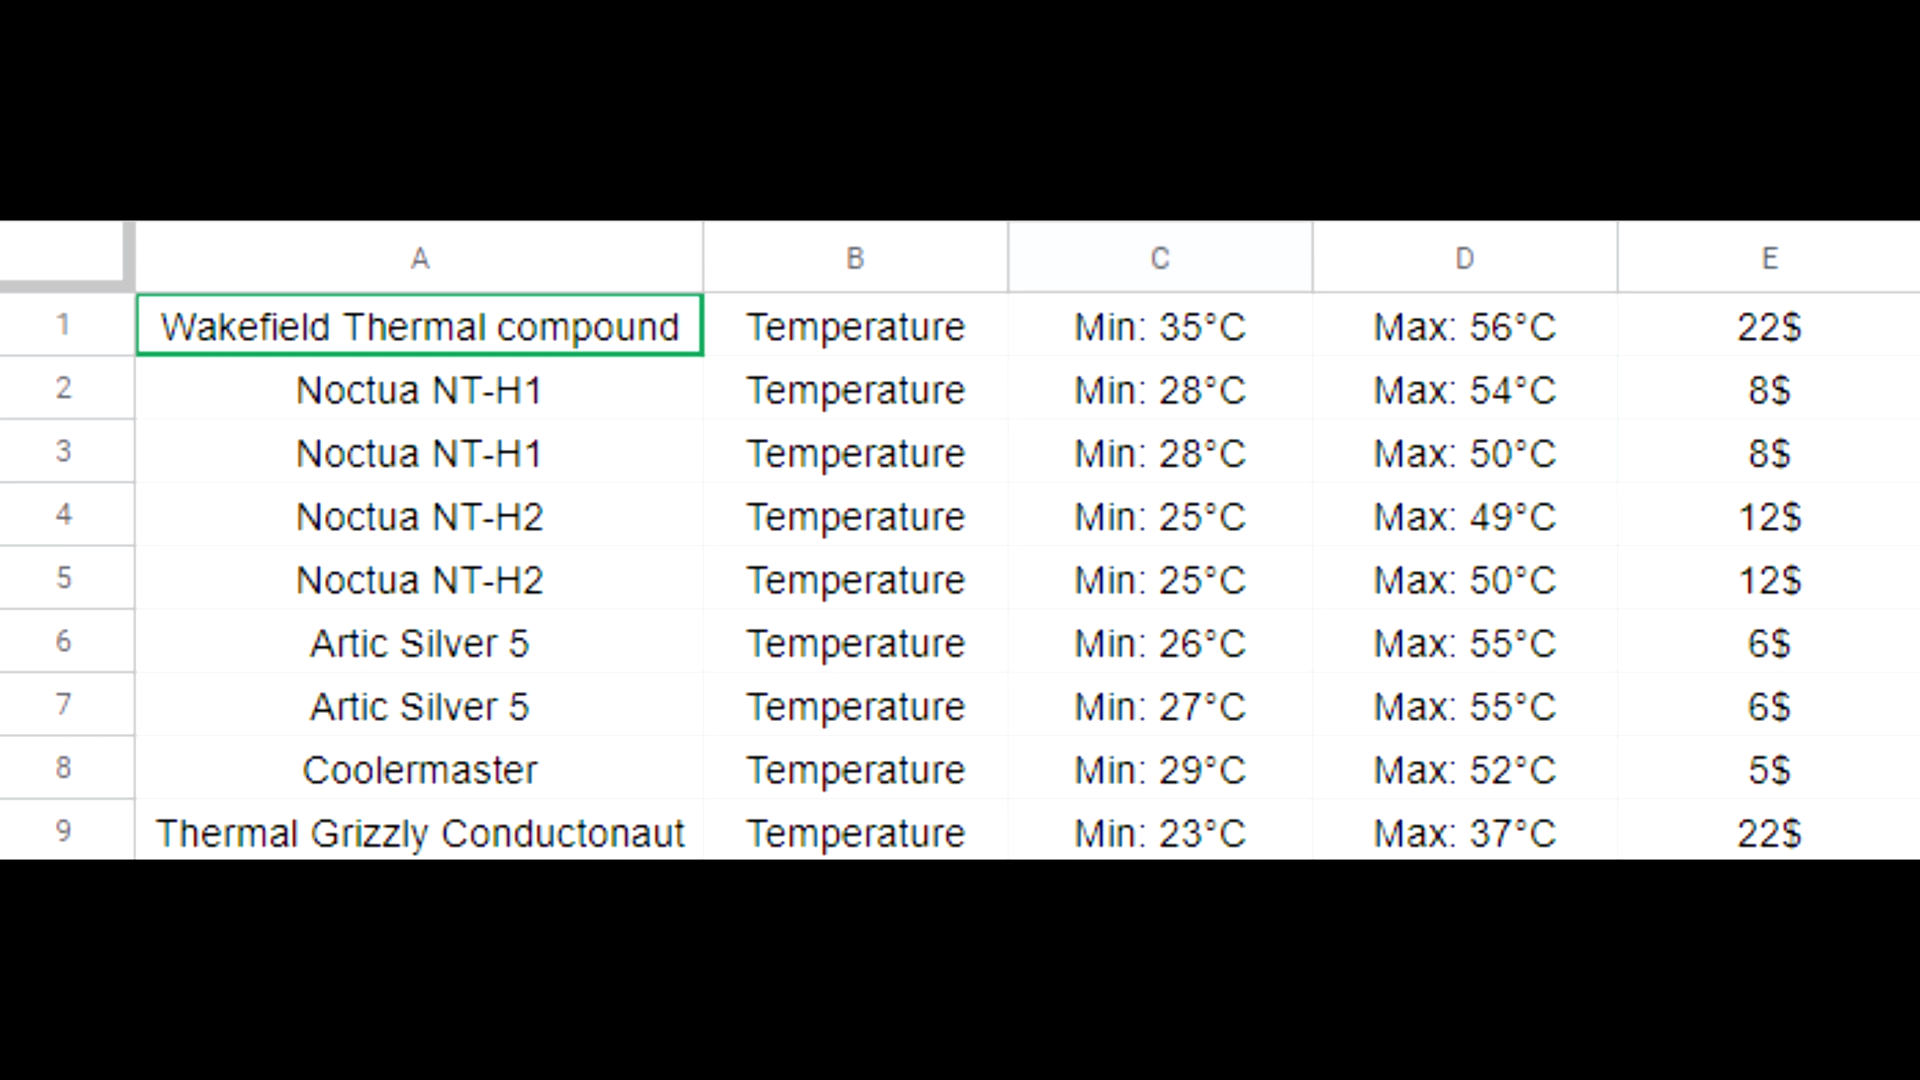 A B C D E
1 Wakefield Thermal compound Temperature Min: 35°C Max: 56°C 22$
2 Noctua NT-H1 Temperature Min: 28°C Max: 54°C 8$
3 Noctua NT-H1 Temperature Min: 28°C Max: 50°C 8$
4 Noctua NT-H2 Temperature Min: 25°C Max: 49°C 12$
5 Noctua NT-H2 Temperature Min: 25°C Max: 50°C 12$
6 Artic Silver 5 Temperature Min: 26°C Max: 55°C 6$
7 Artic Silver 5 Temperature Min: 27°C Max: 55°C 6$
8 Coolermaster Temperature Min: 29°C Max: 52°C 5$
9 Thermal Grizzly Conductonaut Temperature Min: 23°C Max: 37°C 22$